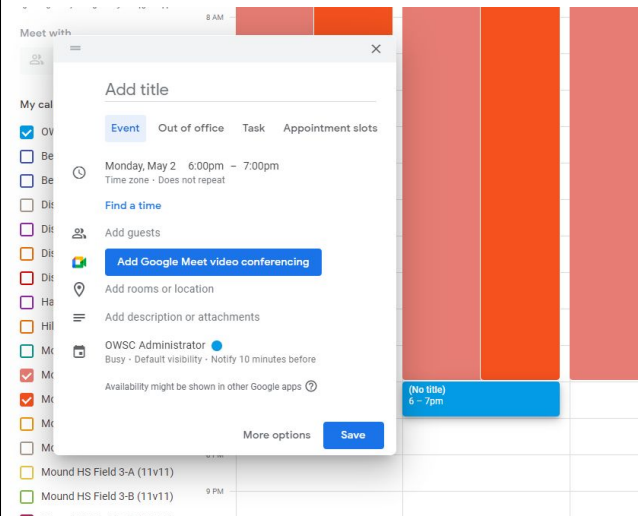 8 AM
Meet with
Add title
My cal
Event Out of office Task Appointment slots
OW
Be
Monday, May 2 6:00pm – 7:00pm
Be
Time zone · Does not repeat
Dis
Find a time
Dis
Add guests
Dis
Add Google Meet video conferencing
Dis
Ha
Add rooms or location
Hil
Add description or attachments
Mo
OWSC Administrator
Mo
Busy · Default visibility · Notify 10 minutes before
Mo
Availability might be shown in other Google apps
(No title)
6 – 7pm
Mo
More options Save
Mo
Mound HS Field 3-A (11v11)
Mound HS Field 3-B (11v11)
9 PM